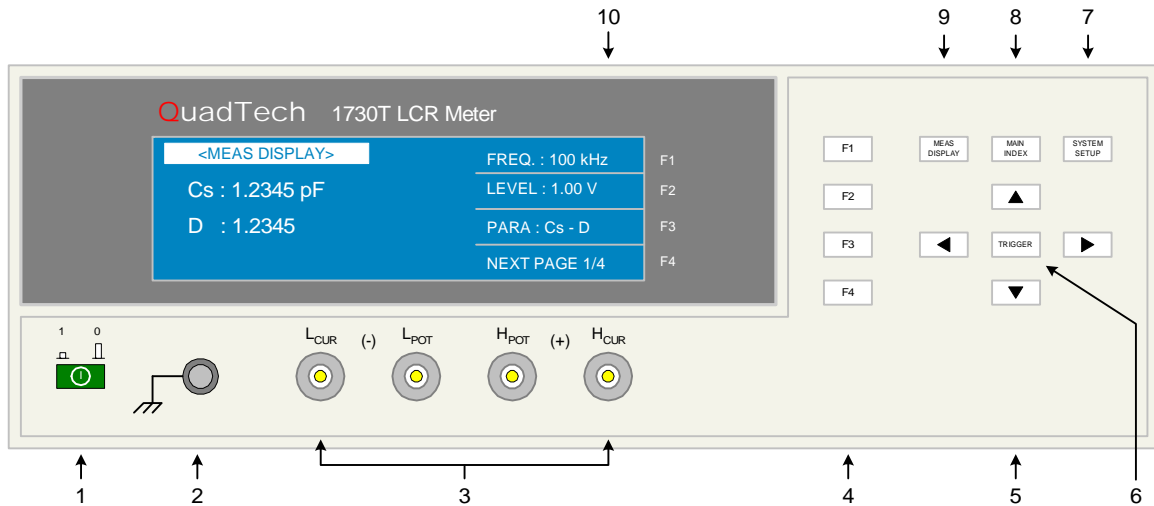 10 9 8 7
QuadTech 1730T LCR Meter
<MEAS DISPLAY>
Cs : 1.2345 pF
D : 1.2345
FREQ. : 100 kHz F1
LEVEL : 1.00 V F2
PARA : Cs - D F3
NEXT PAGE 1/4 F4
F1
F2
F3
F4
MEAS DISPLAY
MAIN INDEX
SYSTEM SETUP
TRIGGER
1 0
LCUR (-) LPOT HPOT (+) HCUR
1 2 3 4 5 6